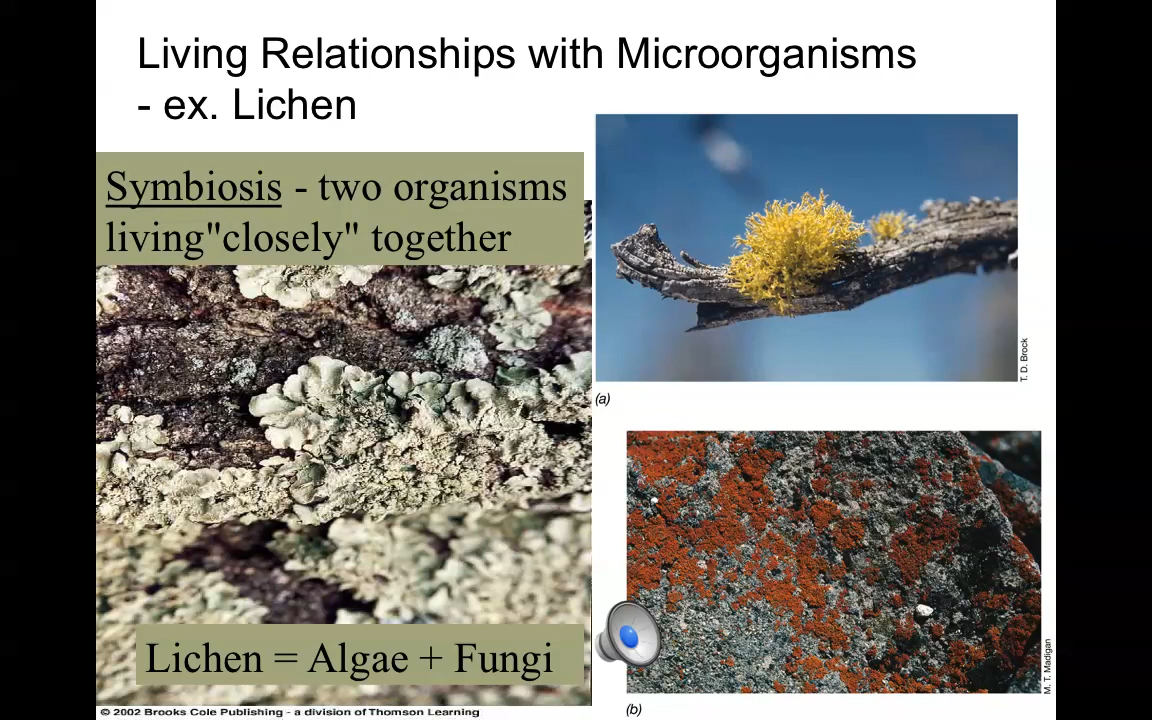 Living Relationships with Microorganisms
- ex. Lichen
Symbiosis - two organisms
living"closely" together
T. D. Brock
(a)
Lichen = Algae + Fungi
M. T. Madigan
(b)
© 2002 Brooks Cole Publishing - a division of Thomson Learning